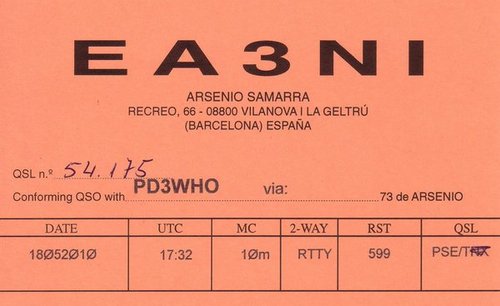 EA3NI
ARSENIO SAMARRA
RECREO, 66 - 08800 VILANOVA I LA GELTRÚ
(BARCELONA) ESPAÑA
QSL n.º 54.175
Conforming QSO with PD3WHO via: 73 de ARSENIO
DATE UTC MC 2-WAY RST QSL
18Ø52Ø1Ø 17:32 1Øm RTTY 599 PSE/TNX